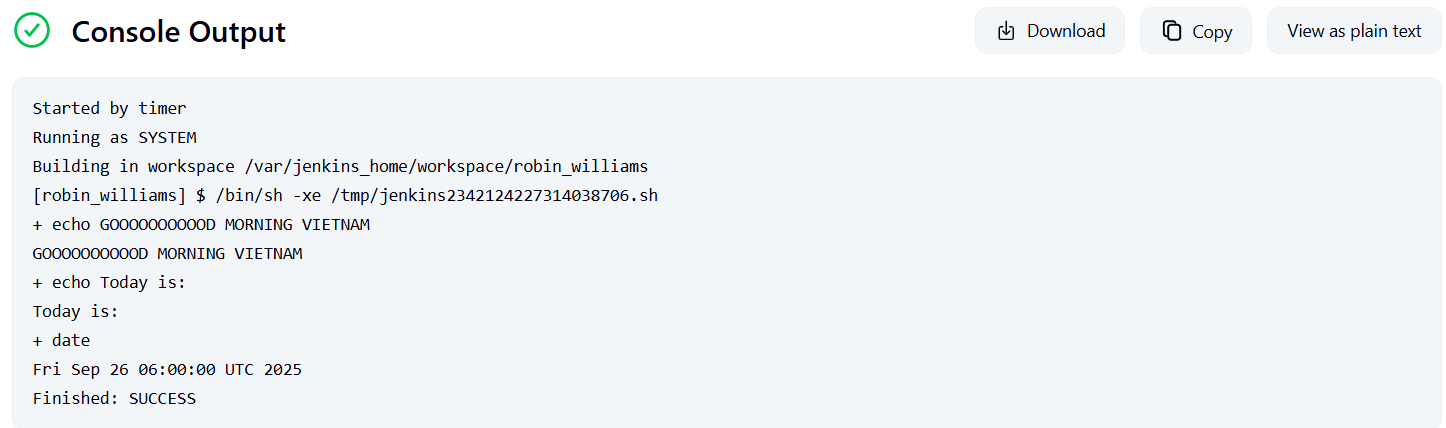 Console Output
Download
Copy
View as plain text
Started by timer
Running as SYSTEM
Building in workspace /var/jenkins_home/workspace/robin_williams
[robin_williams] $ /bin/sh -xe /tmp/jenkins2342124227314038706.sh
+ echo GOOOOOOOOOOD MORNING VIETNAM
GOOOOOOOOOOD MORNING VIETNAM
+ echo Today is:
Today is:
+ date
Fri Sep 26 06:00:00 UTC 2025
Finished: SUCCESS